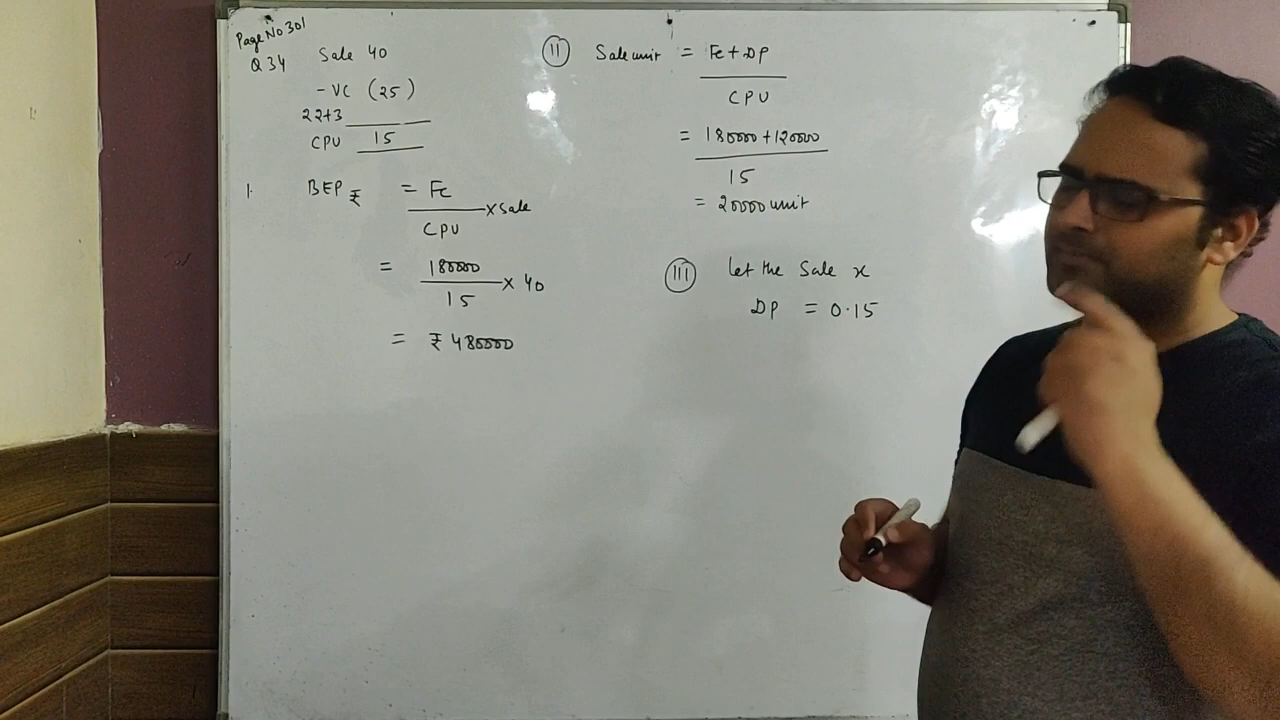 Page No 301
Q 34
Sale 40
- VC (25)
22+3
CPU 15
1. BEP₹ = Fc
CPU
× Sale
= 180000
15
× 40
= ₹ 480000
II Sale unit = Fc + DP
CPU
= 180000 + 120000
15
= 20000 unit
III Let the Sale x
DP = 0.15